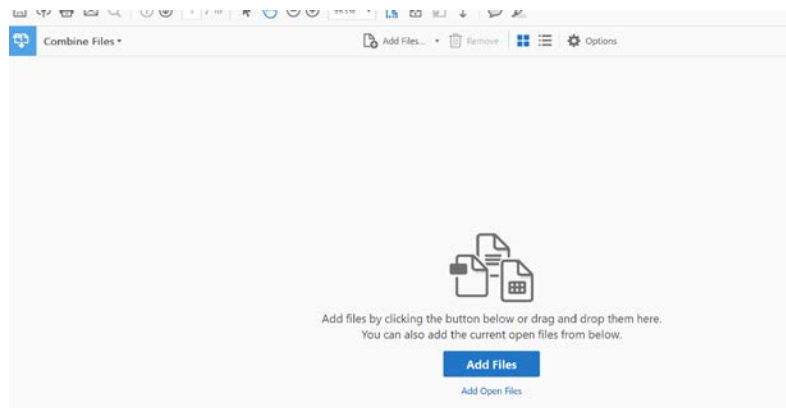 Combine Files
Add Files...
Remove
Options
Add files by clicking the button below or drag and drop them here.
You can also add the current open files from below.
Add Files
Add Open Files